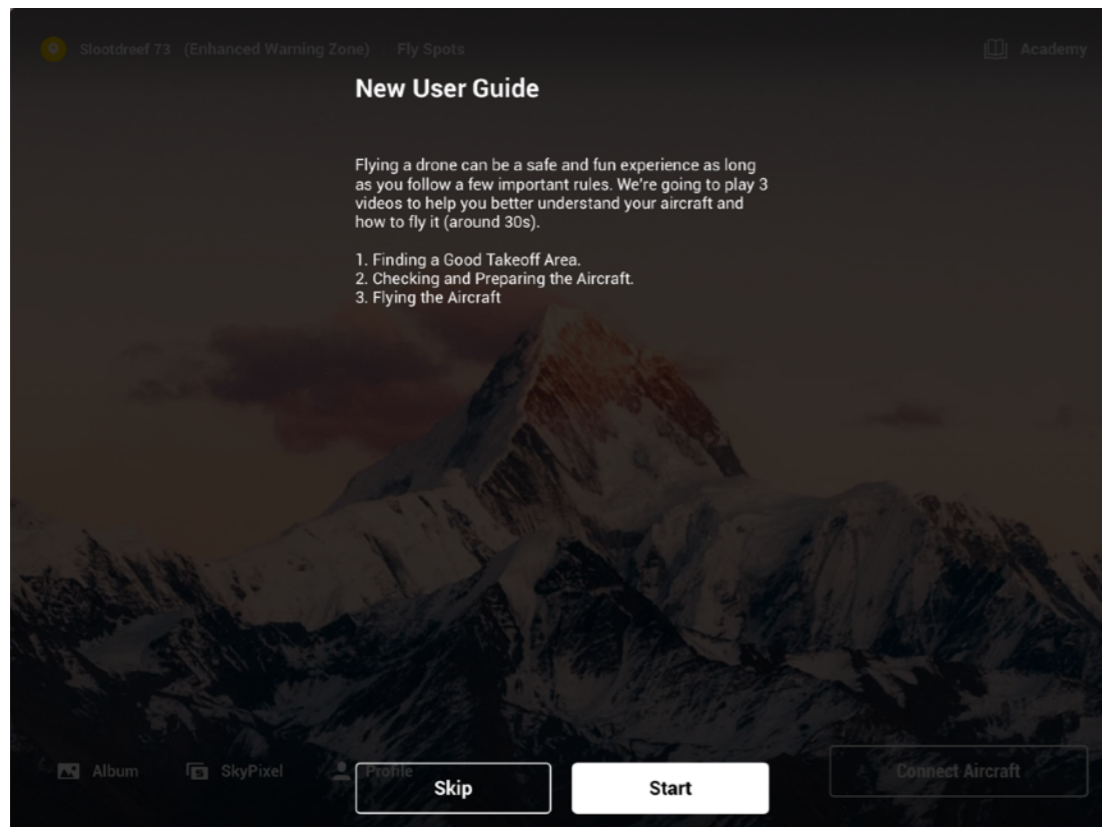 Slootdreef 73 (Enhanced Warning Zone) Fly Spots
Academy
New User Guide
Flying a drone can be a safe and fun experience as long
as you follow a few important rules. We're going to play 3
videos to help you better understand your aircraft and
how to fly it (around 30s).
1. Finding a Good Takeoff Area.
2. Checking and Preparing the Aircraft.
3. Flying the Aircraft
Album
SkyPixel
Profile
Connect Aircraft
Skip
Start